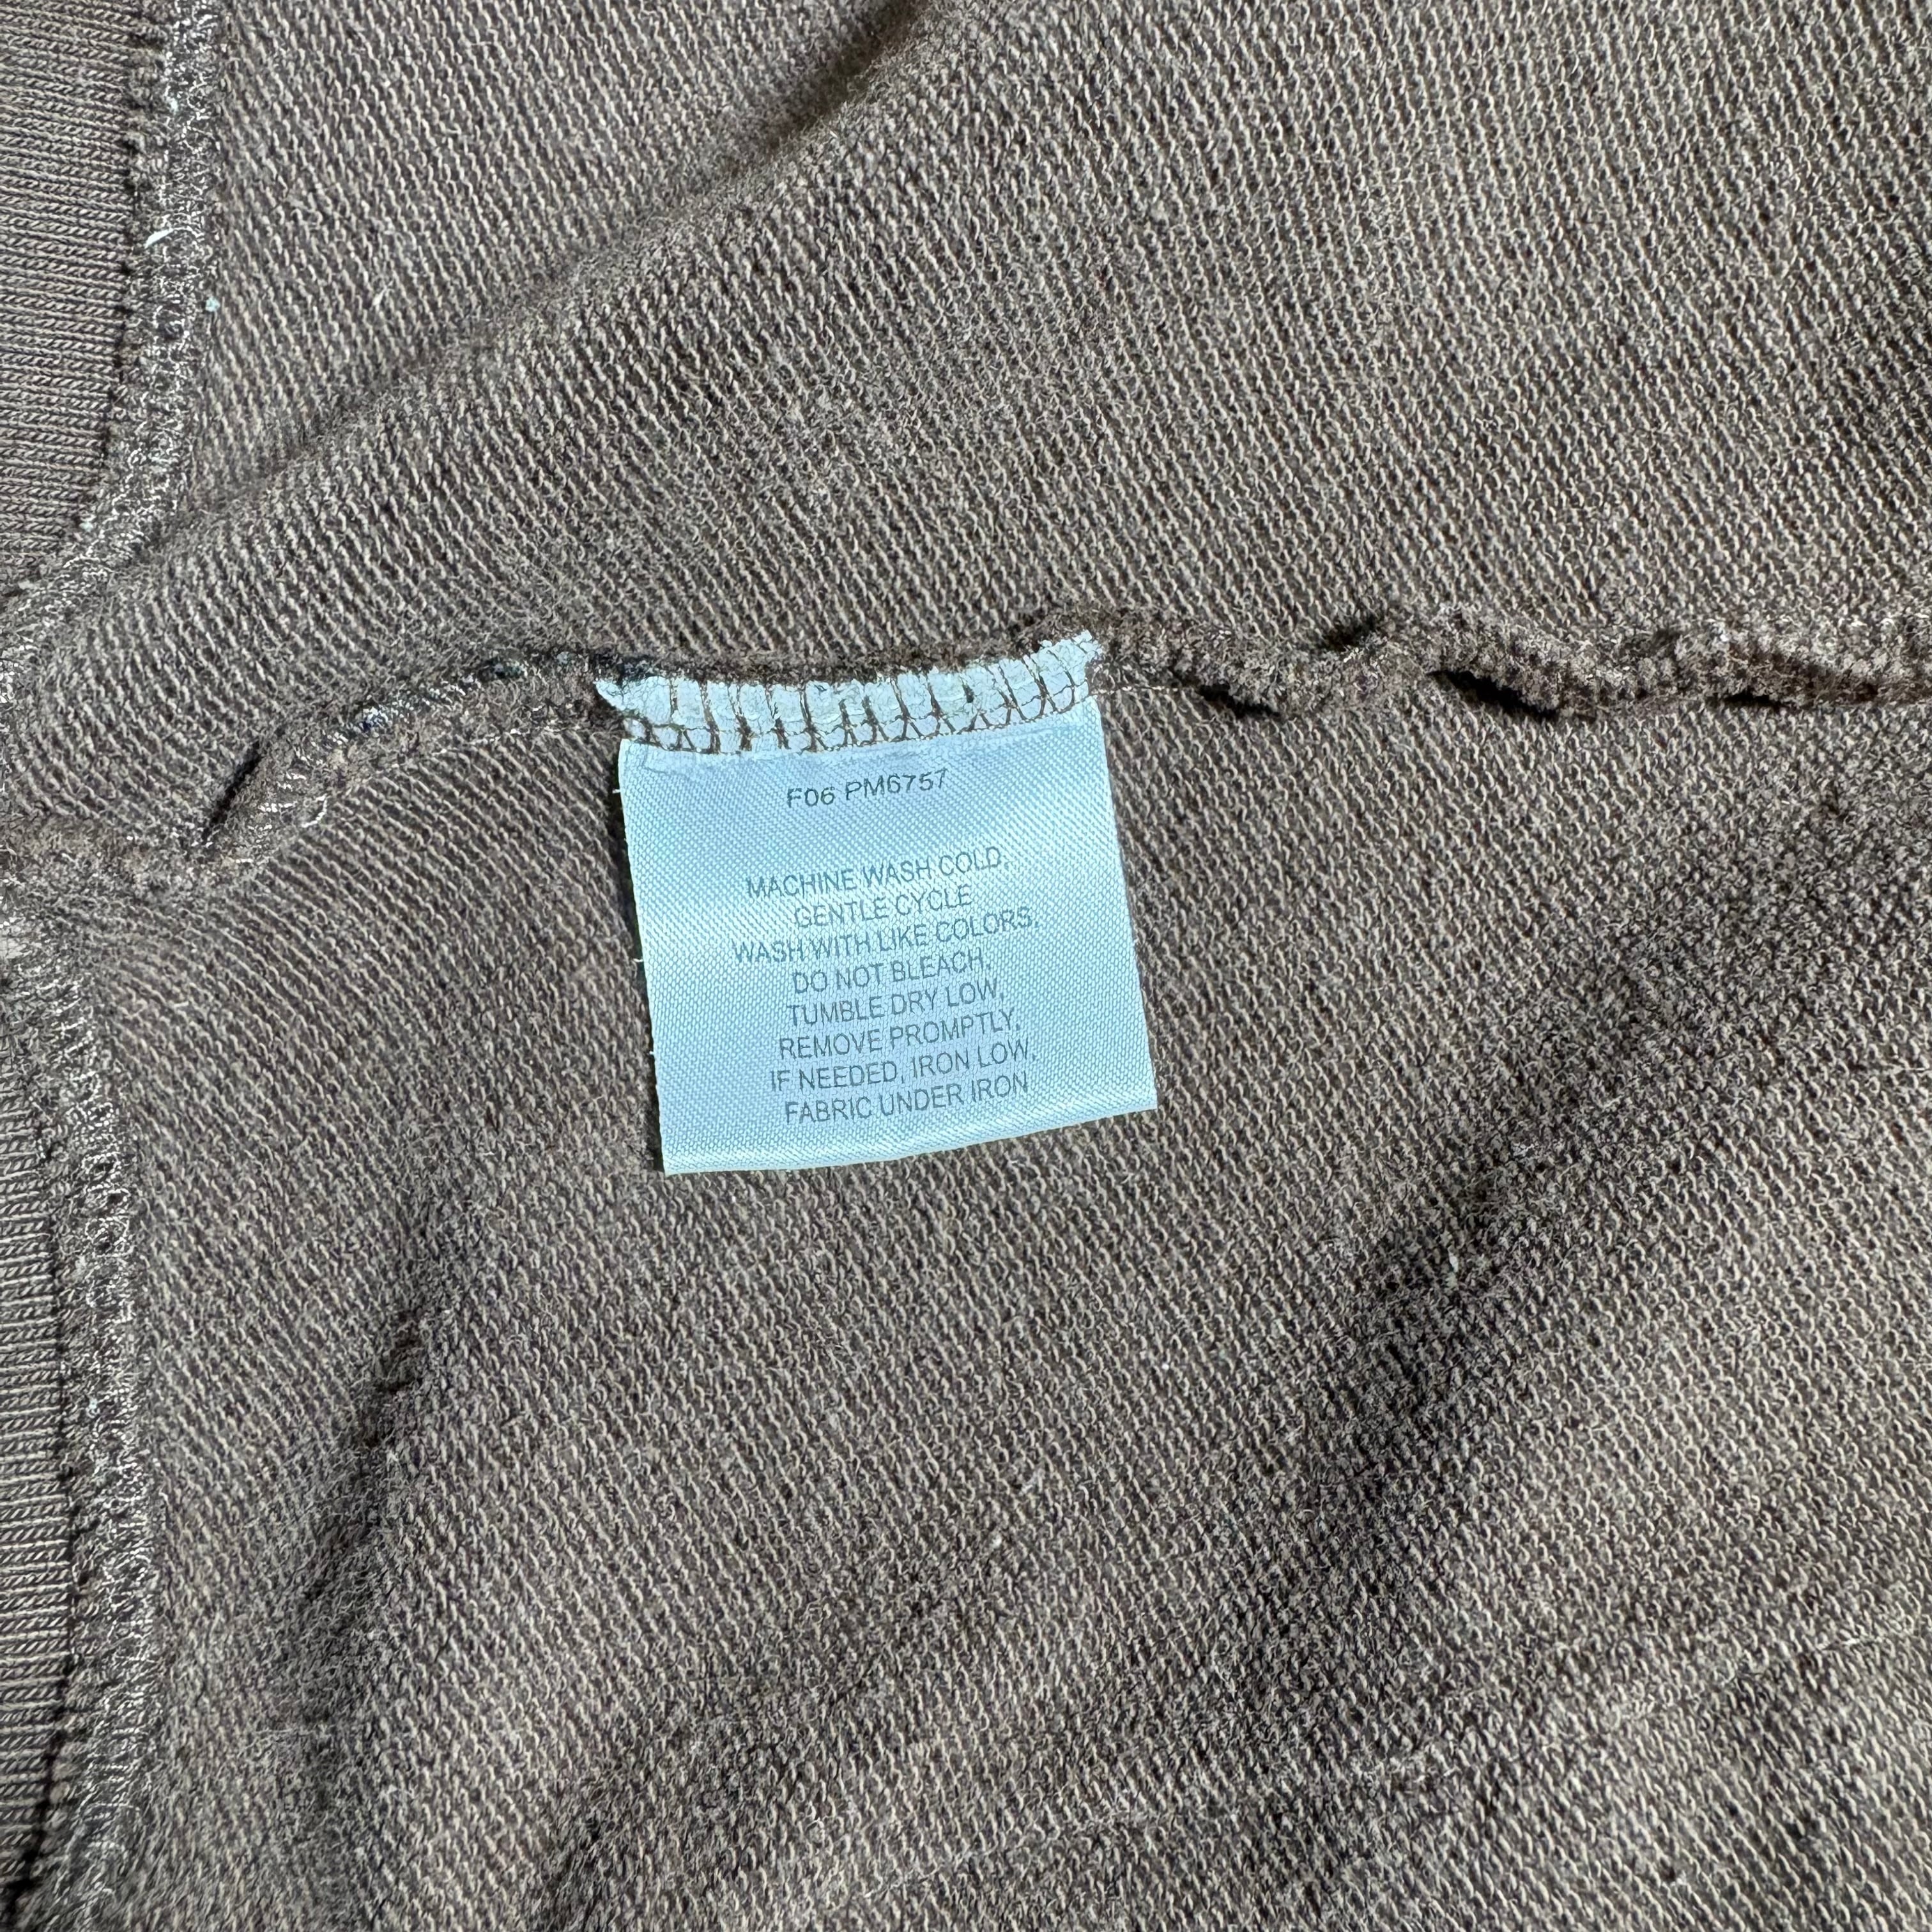 F06 PM6757
MACHINE WASH COLD,
GENTLE CYCLE
WASH WITH LIKE COLORS,
DO NOT BLEACH,
TUMBLE DRY LOW,
REMOVE PROMPTLY,
IF NEEDED, IRON LOW,
FABRIC UNDER IRON